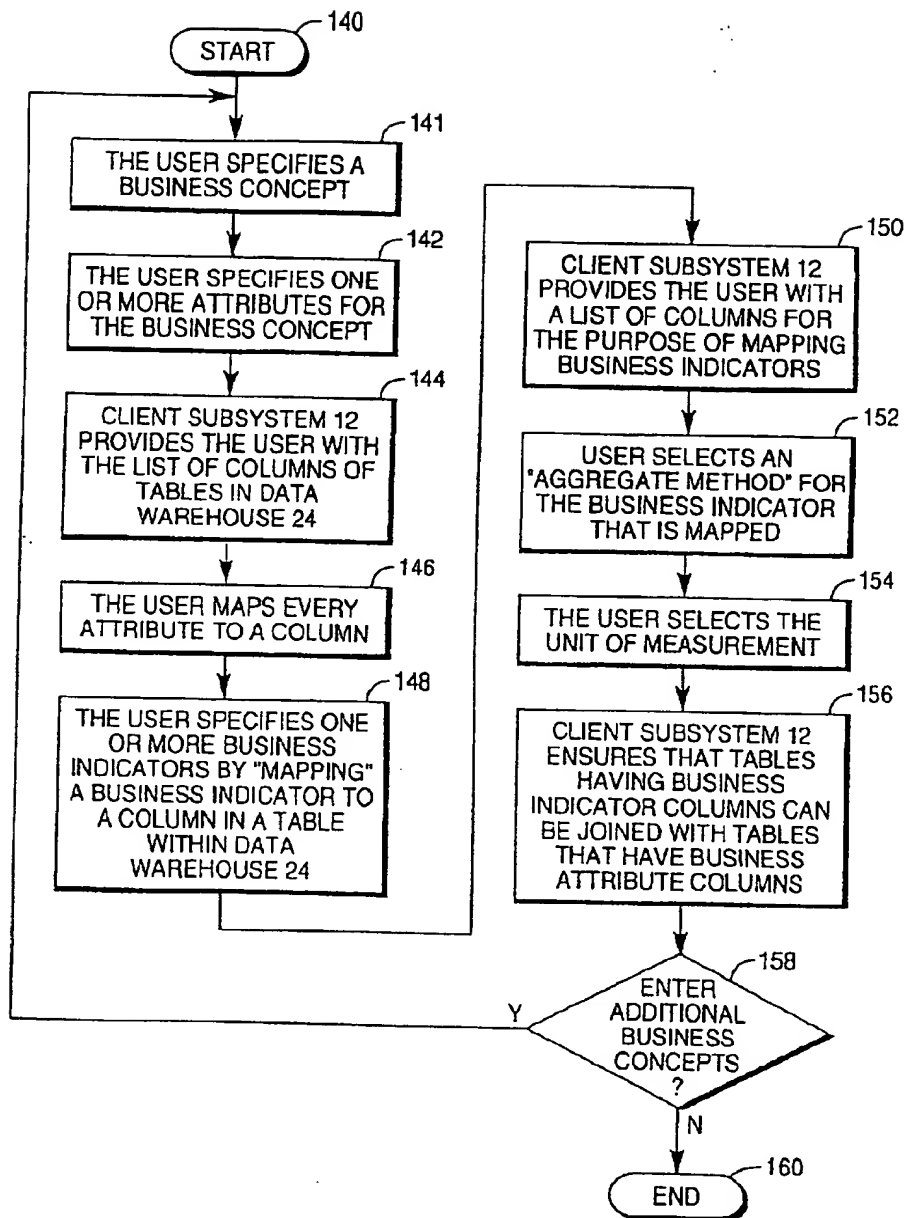 140
START
141
THE USER SPECIFIES A
BUSINESS CONCEPT
142
THE USER SPECIFIES ONE
OR MORE ATTRIBUTES FOR
THE BUSINESS CONCEPT
144
CLIENT SUBSYSTEM 12
PROVIDES THE USER WITH
THE LIST OF COLUMNS OF
TABLES IN DATA
WAREHOUSE 24
146
THE USER MAPS EVERY
ATTRIBUTE TO A COLUMN
148
THE USER SPECIFIES ONE
OR MORE BUSINESS
INDICATORS BY "MAPPING"
A BUSINESS INDICATOR TO
A COLUMN IN A TABLE
WITHIN DATA
WAREHOUSE 24
150
CLIENT SUBSYSTEM 12
PROVIDES THE USER WITH
A LIST OF COLUMNS FOR
THE PURPOSE OF MAPPING
BUSINESS INDICATORS
152
USER SELECTS AN
"AGGREGATE METHOD" FOR
THE BUSINESS INDICATOR
THAT IS MAPPED
154
THE USER SELECTS THE
UNIT OF MEASUREMENT
156
CLIENT SUBSYSTEM 12
ENSURES THAT TABLES
HAVING BUSINESS
INDICATOR COLUMNS CAN
BE JOINED WITH TABLES
THAT HAVE BUSINESS
ATTRIBUTE COLUMNS
158
ENTER
ADDITIONAL
BUSINESS
CONCEPTS
?
Y
N
160
END